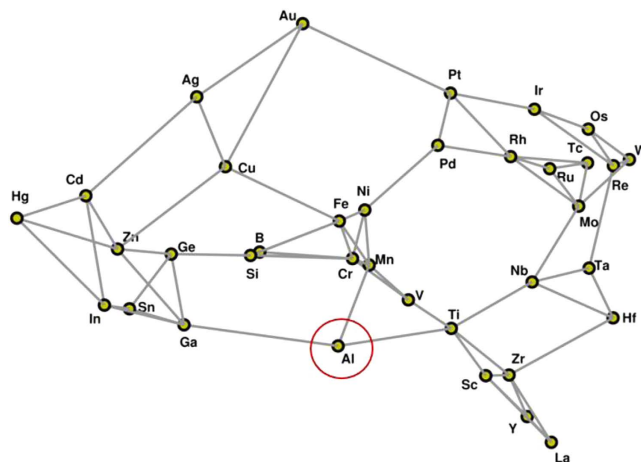 Au
Ag
Pt
Ir
Os
W
Rh
Tc
Re
Cu
Pd
Ru
Hg
Cd
Ni
Fe
Mo
Zn
Ge
B
Si
Cr
Mn
Nb
Ta
In
Sn
Ga
V
Ti
Hf
Al
Sc
Zr
Y
La